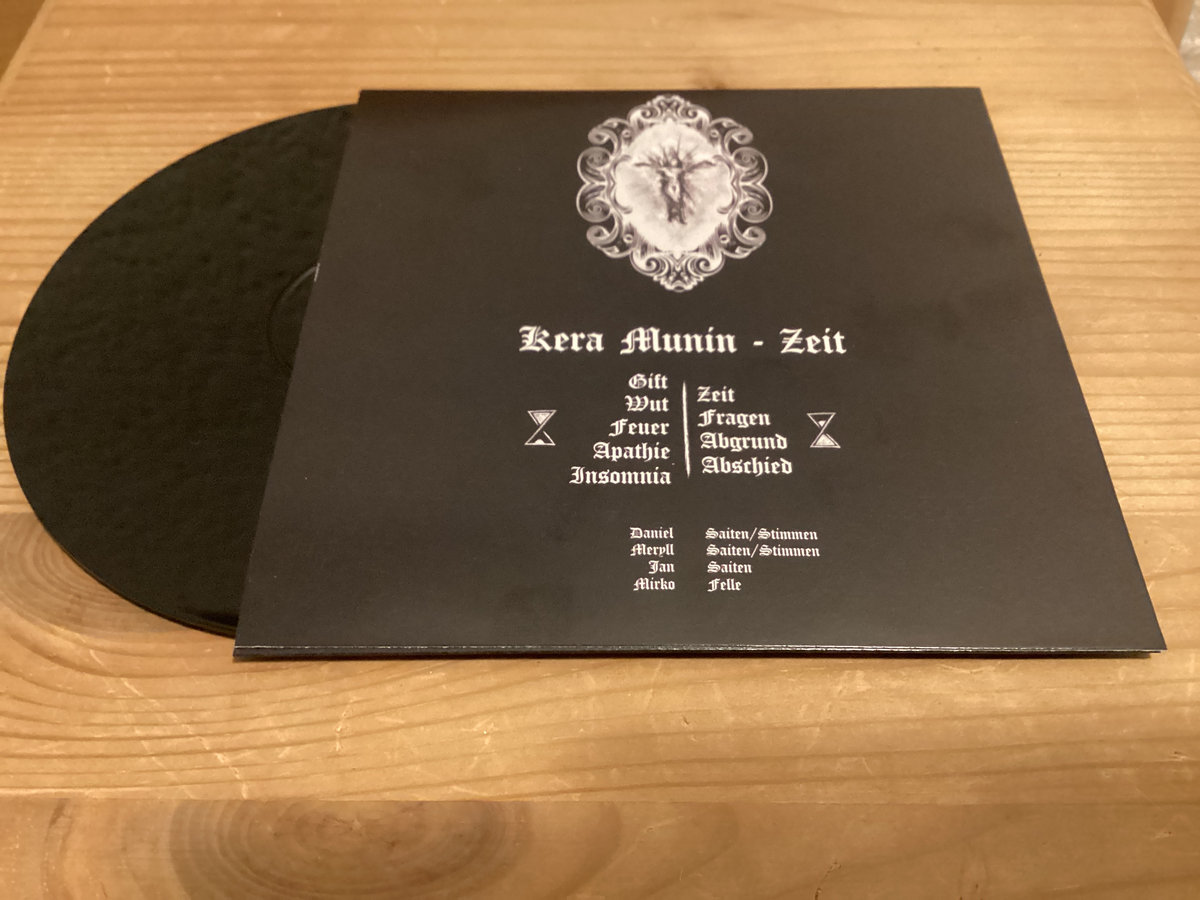 Kera Munin - Zeit
Gift
Wut
Feuer
Apathie
Insomnia
Zeit
Fragen
Abgrund
Abschied
Daniel Saiten/Stimmen
Meryll Saiten/Stimmen
Jan Saiten
Mirko Felle